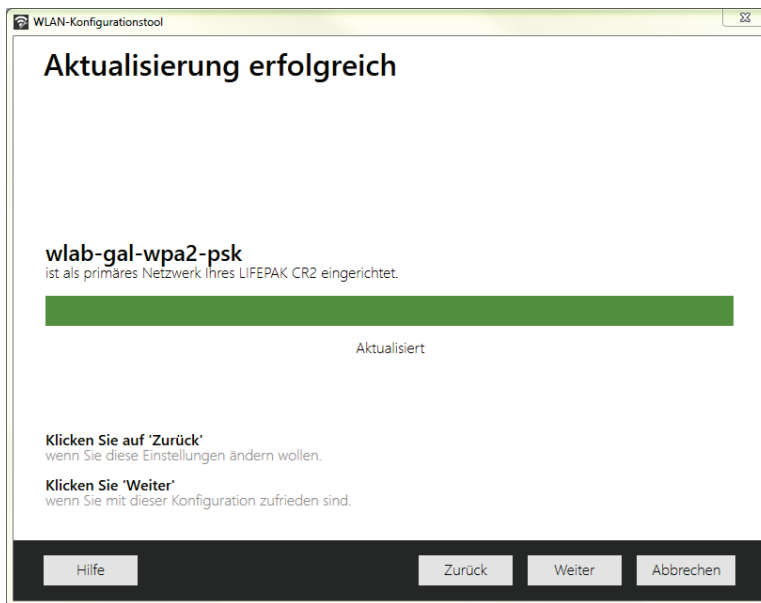 WLAN-Konfigurationstool
Aktualisierung erfolgreich
wlab-gal-wpa2-psk
ist als primäres Netzwerk Ihres LIFEPAK CR2 eingerichtet.
Aktualisiert
Klicken Sie auf 'Zurück'
wenn Sie diese Einstellungen ändern wollen.
Klicken Sie 'Weiter'
wenn Sie mit dieser Konfiguration zufrieden sind.
Hilfe Zurück Weiter Abbrechen